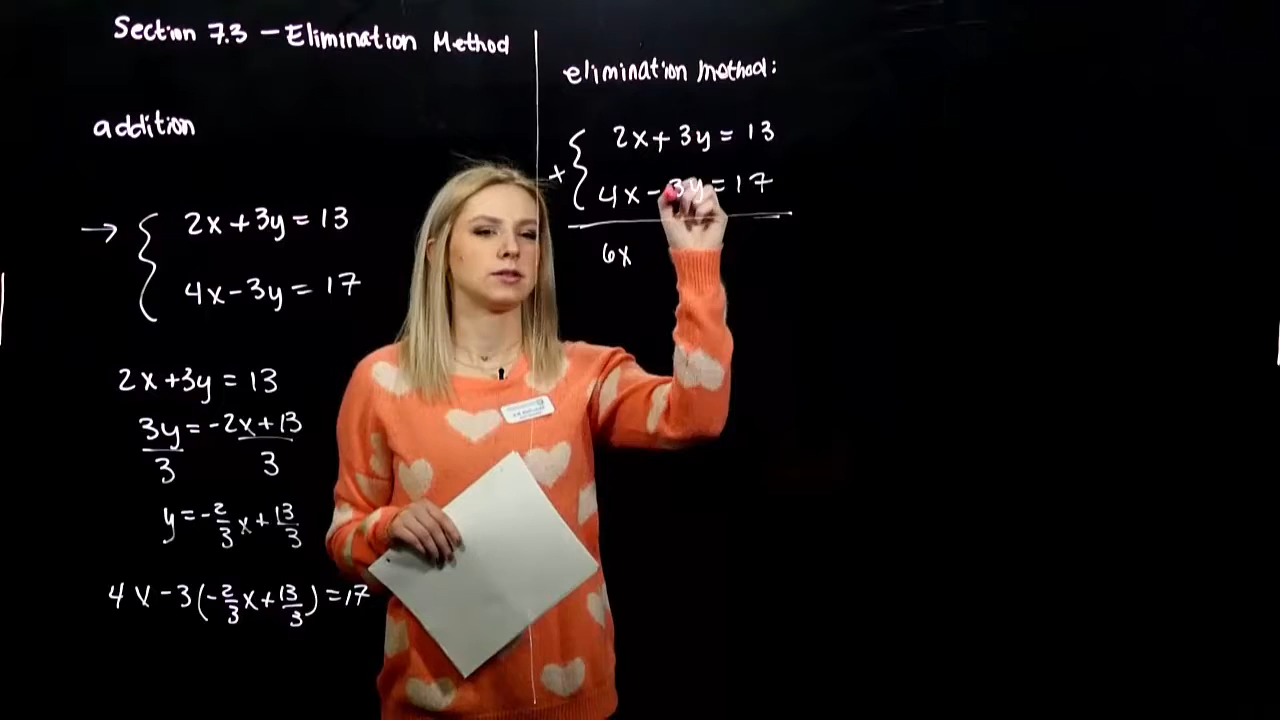 Section 7.3 – Elimination Method
addition
→ { 2x + 3y = 13
4x - 3y = 17
2x + 3y = 13
3y = -2x + 13
3 3
y = -2/3 x + 13/3
4x - 3(-2/3 x + 13/3) = 17
elimination method:
+ { 2x + 3y = 13
4x - 3y = 17
6x